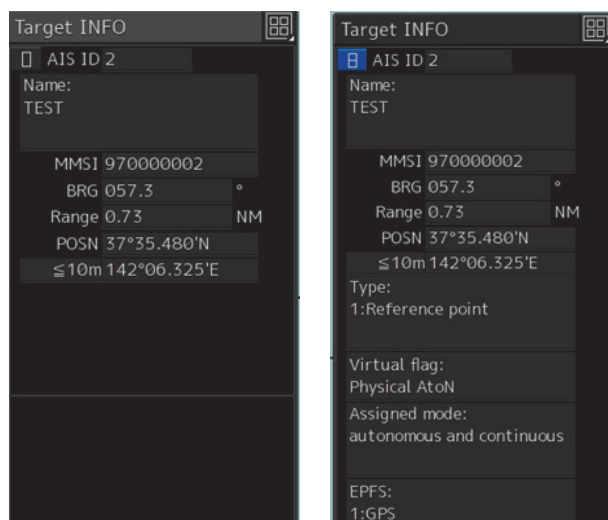 Target INFO
AIS ID 2
Name:
TEST
MMSI 970000002
BRG 057.3 °
Range 0.73 NM
POSN 37°35.480'N
≦10m 142°06.325'E
Target INFO
AIS ID 2
Name:
TEST
MMSI 970000002
BRG 057.3 °
Range 0.73 NM
POSN 37°35.480'N
≦10m 142°06.325'E
Type:
1:Reference point
Virtual flag:
Physical AtoN
Assigned mode:
autonomous and continuous
EPFS:
1:GPS